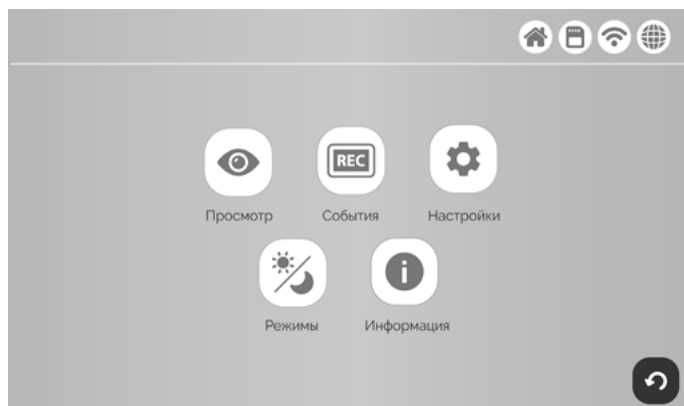 REC
Просмотр События Настройки
Режимы Информация